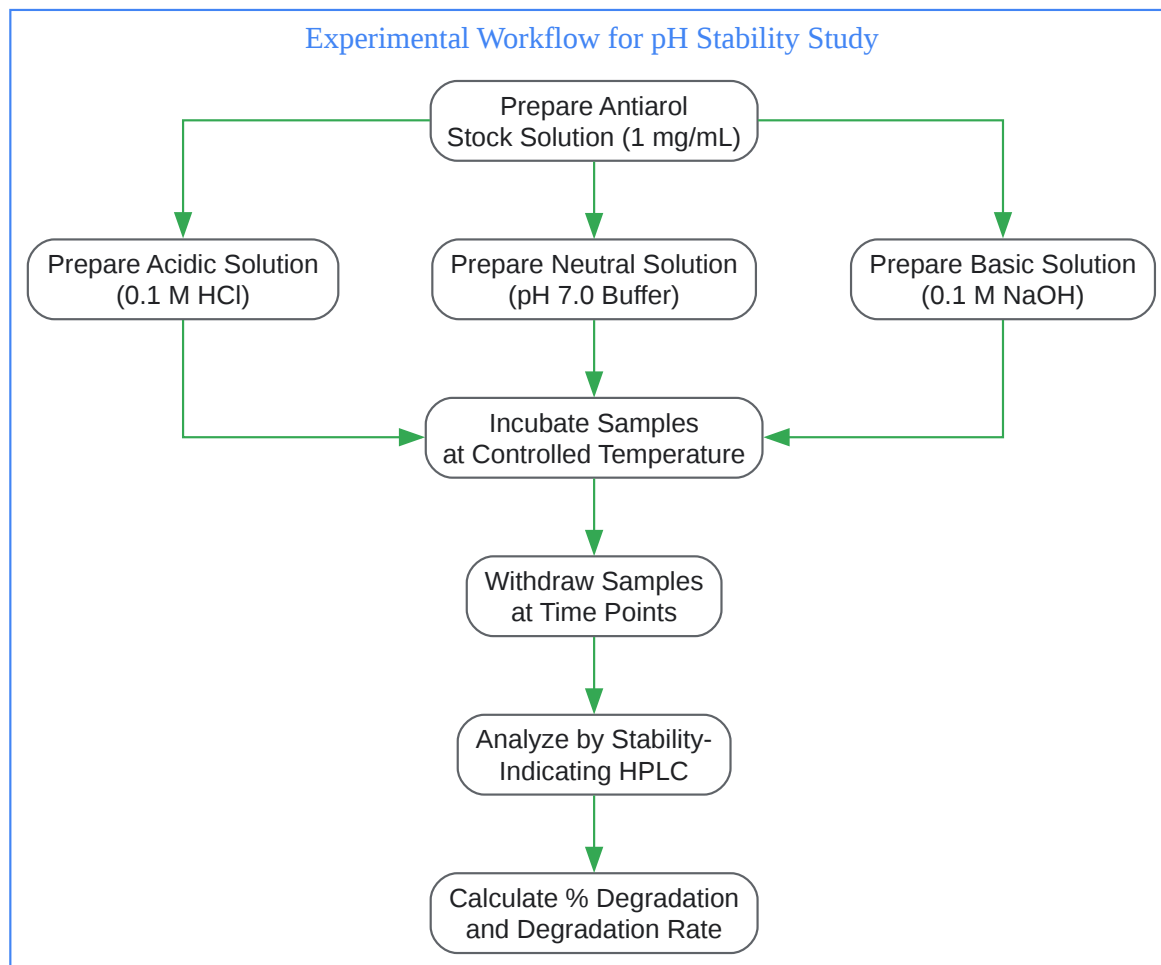 Experimental Workflow for pH Stability Study
Prepare Antiarol
Stock Solution (1 mg/mL)
Prepare Acidic Solution
(0.1 M HCl)
Prepare Neutral Solution
(pH 7.0 Buffer)
Prepare Basic Solution
(0.1 M NaOH)
Incubate Samples
at Controlled Temperature
Withdraw Samples
at Time Points
Analyze by Stability-
Indicating HPLC
Calculate % Degradation
and Degradation Rate